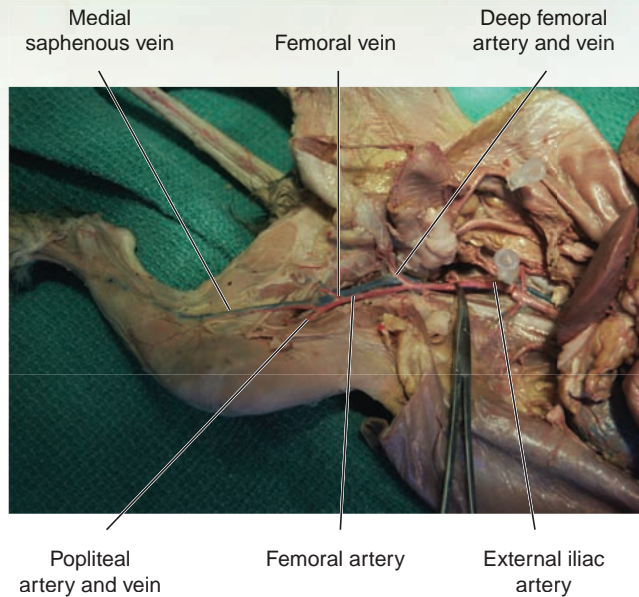 Medial
saphenous vein
Femoral vein
Deep femoral
artery and vein
Popliteal
artery and vein
Femoral artery
External iliac
artery